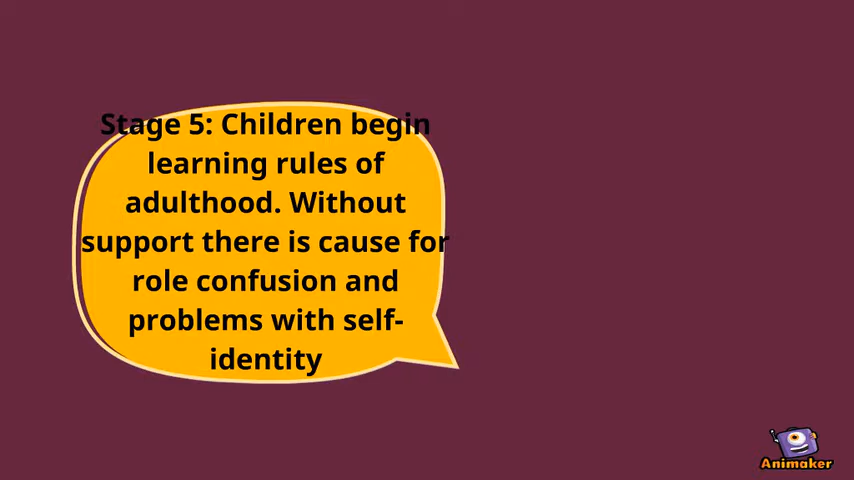 Stage 5: Children begin
learning rules of
adulthood. Without
support there is cause for
role confusion and
problems with self-
identity
Animaker